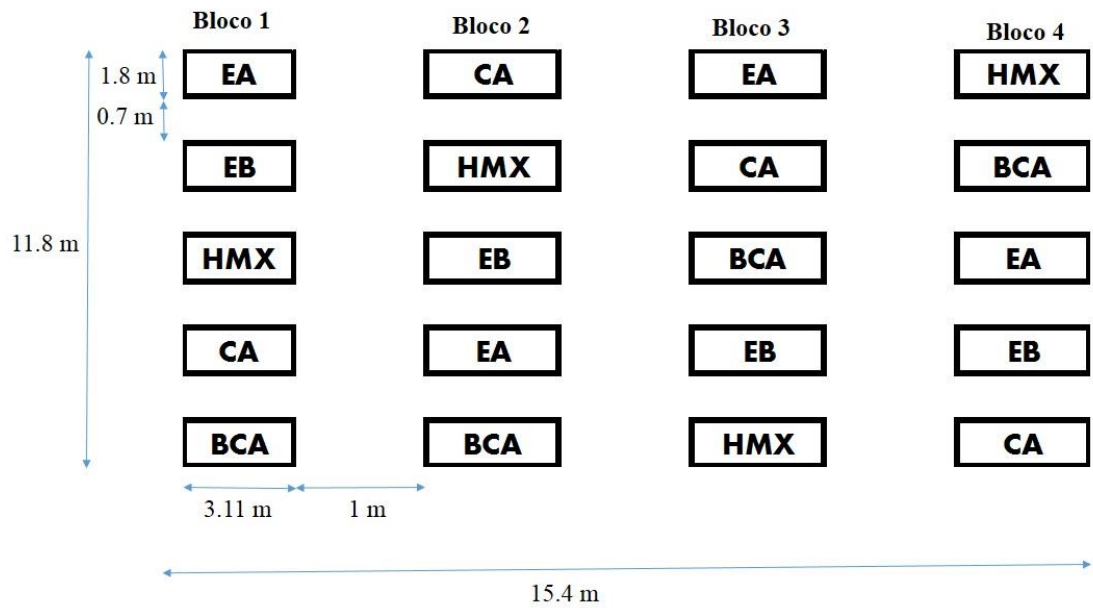 Bloco 1 Bloco 2 Bloco 3 Bloco 4
1.8 m EA CA EA HMX
0.7 m
EB HMX CA BCA
11.8 m HMX EB BCA EA
CA EA EB EB
BCA BCA HMX CA
3.11 m 1 m
15.4 m